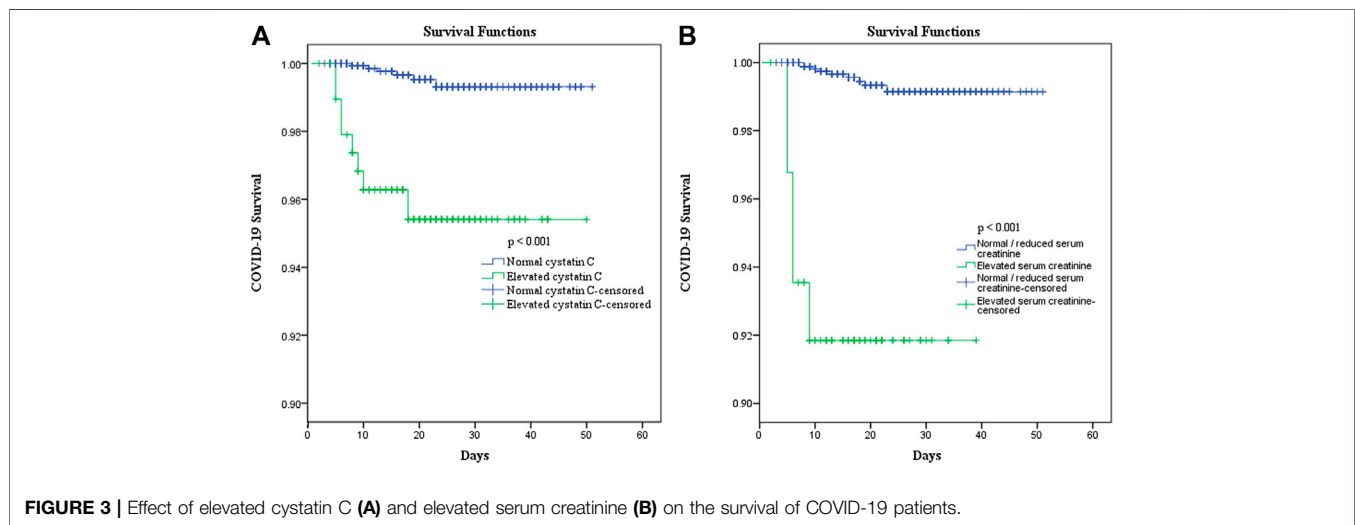 A
Survival Functions
COVID-19 Survival
1.00
0.98
0.96
0.94
0.92
0.90
p < 0.001
Normal cystatin C
Elevated cystatin C
Normal cystatin C-censored
Elevated cystatin C-censored
0 10 20 30 40 50 60
Days
B
Survival Functions
COVID-19 Survival
1.00
0.98
0.96
0.94
0.92
0.90
p < 0.001
Normal / reduced serum
creatinine
Elevated serum creatinine
Normal / reduced serum
creatinine-censored
Elevated serum creatinine-
censored
0 10 20 30 40 50 60
Days
FIGURE 3 | Effect of elevated cystatin C (A) and elevated serum creatinine (B) on the survival of COVID-19 patients.